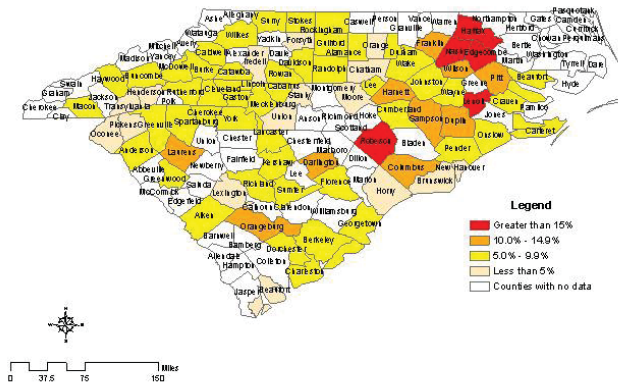 Ashe Alleghany Surry Stokes Rockingham Caswell Person Granville Vance Warren Northampton Gates Pasquotank
Camden
Currituck
Watauga Wilkes Yadkin Forsyth Guilford Alamance Orange Durham Franklin Halifax Hertford Chowan Perquimans
Bertie
Mitchell
Yancey
Avery
Caldwell Alexander Davie
Iredell Davidson Randolph Chatham Wake Nash Edgecombe Martin Tyrrell Dare
Madison
Haywood Buncombe McDowell Burke Catawba Rowan Wilson Pitt Beaufort Hyde
Swain
Graham
Cherokee
Clay
Macon
Jackson
Transylvania
Henderson
Polk
Rutherford
Cleveland
Lincoln
Gaston
Cabarrus
Mecklenburg
Stanly
Montgomery
Moore Lee Harnett Johnston Wayne Greene
Lenoir Craven Pamlico
Jones
Union Anson Richmond Hoke
Scotland
Cumberland Sampson Duplin
Onslow Carteret
Robeson Bladen Pender
Columbus New Hanover
Brunswick
Oconee Pickens Greenville Spartanburg Cherokee York
Anderson Laurens Union Chester Lancaster
Fairfield Kershaw Chesterfield Marlboro
Dillon
Darlington
Lee
Abbeville
Greenwood
McCormick
Newberry
Saluda
Edgefield
Lexington Richland Sumter Florence Marion Horry
Aiken Calhoun Clarendon Williamsburg
Georgetown
Orangeburg
Barnwell
Bamberg
Allendale
Hampton
Colleton
Dorchester
Berkeley
Charleston
Jasper Beaufort
Legend
Greater than 15%
10.0% - 14.9%
5.0% - 9.9%
Less than 5%
Counties with no data
0 37.5 75 150
Miles